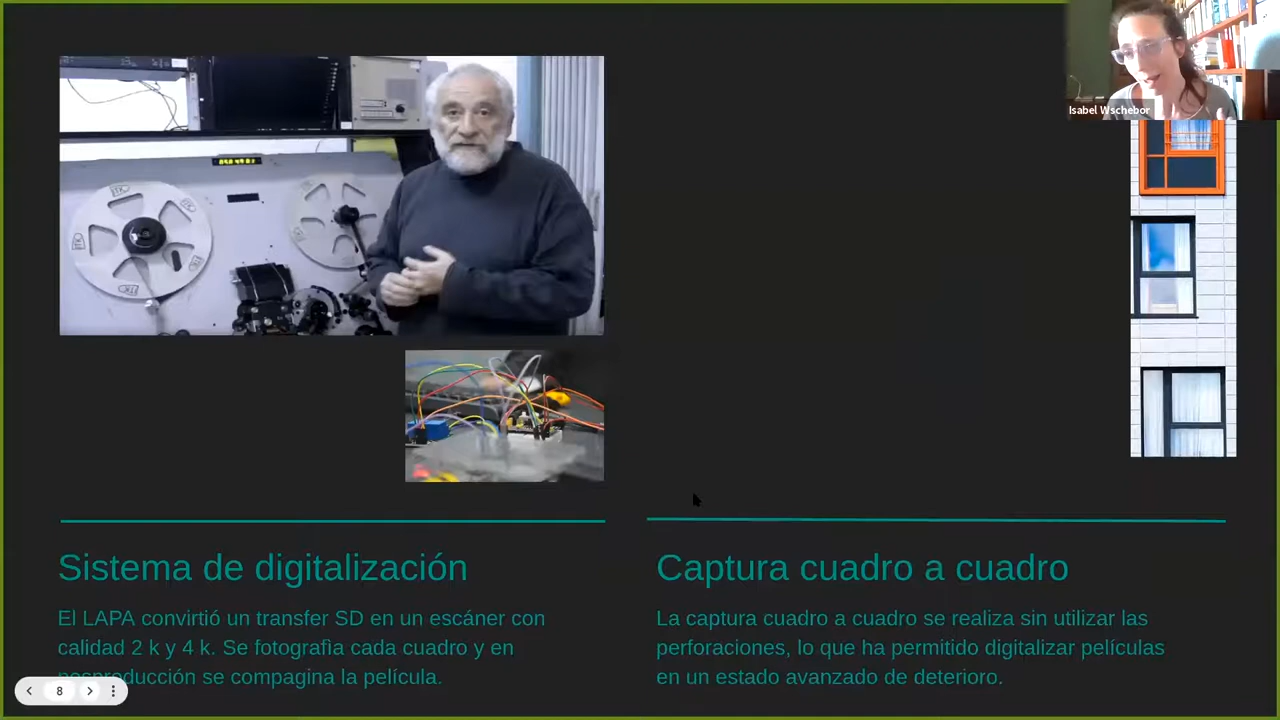 Isabel Wschebor
Sistema de digitalización
El LAPA convirtió un transfer SD en un escáner con
calidad 2 k y 4 k. Se fotografia cada cuadro y en
posproducción se compagina la película.
Captura cuadro a cuadro
La captura cuadro a cuadro se realiza sin utilizar las
perforaciones, lo que ha permitido digitalizar películas
en un estado avanzado de deterioro.
8